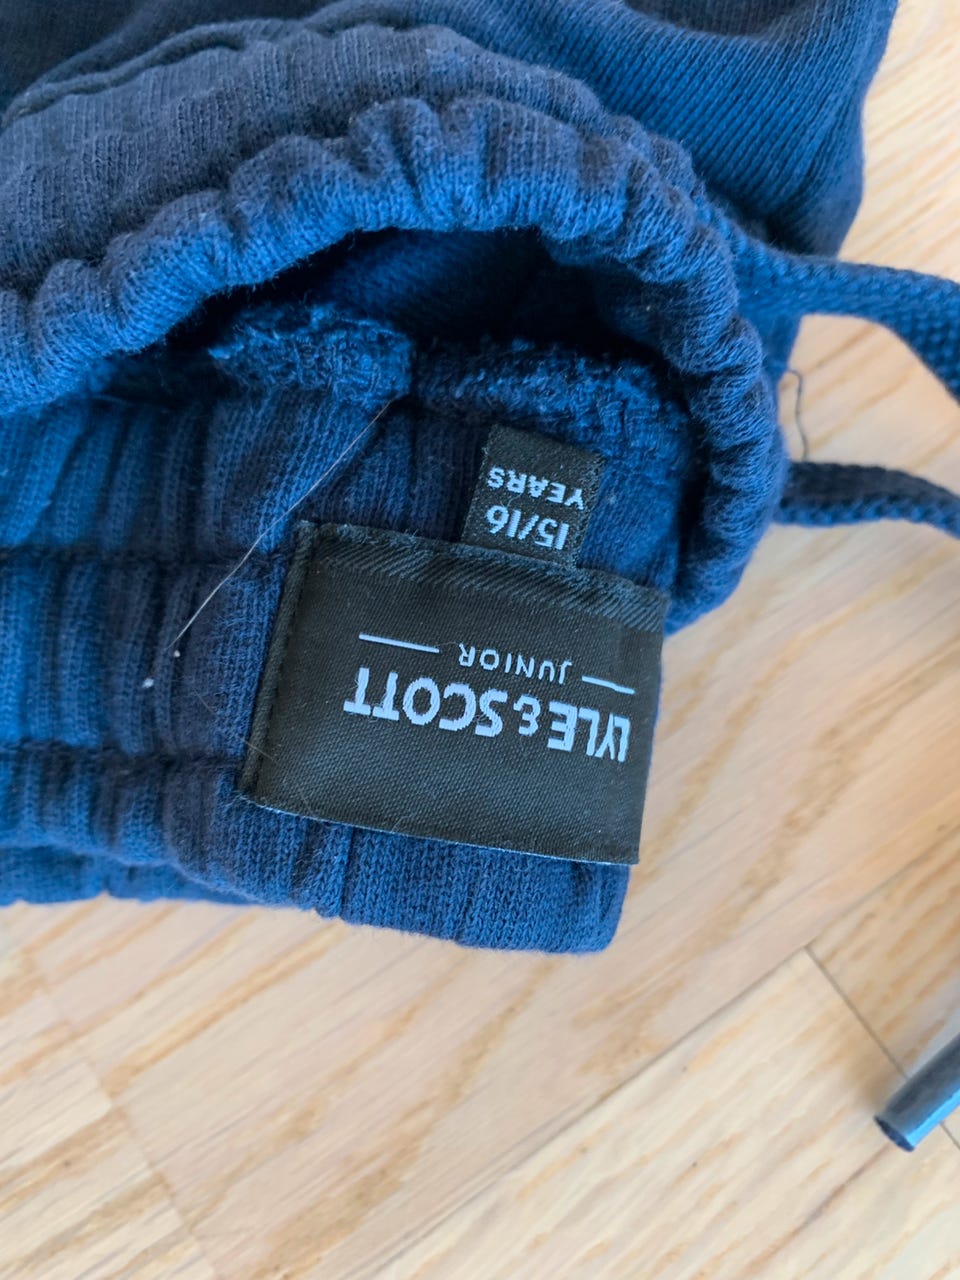 LYLE & SCOTT
JUNIOR
15/16
YEARS